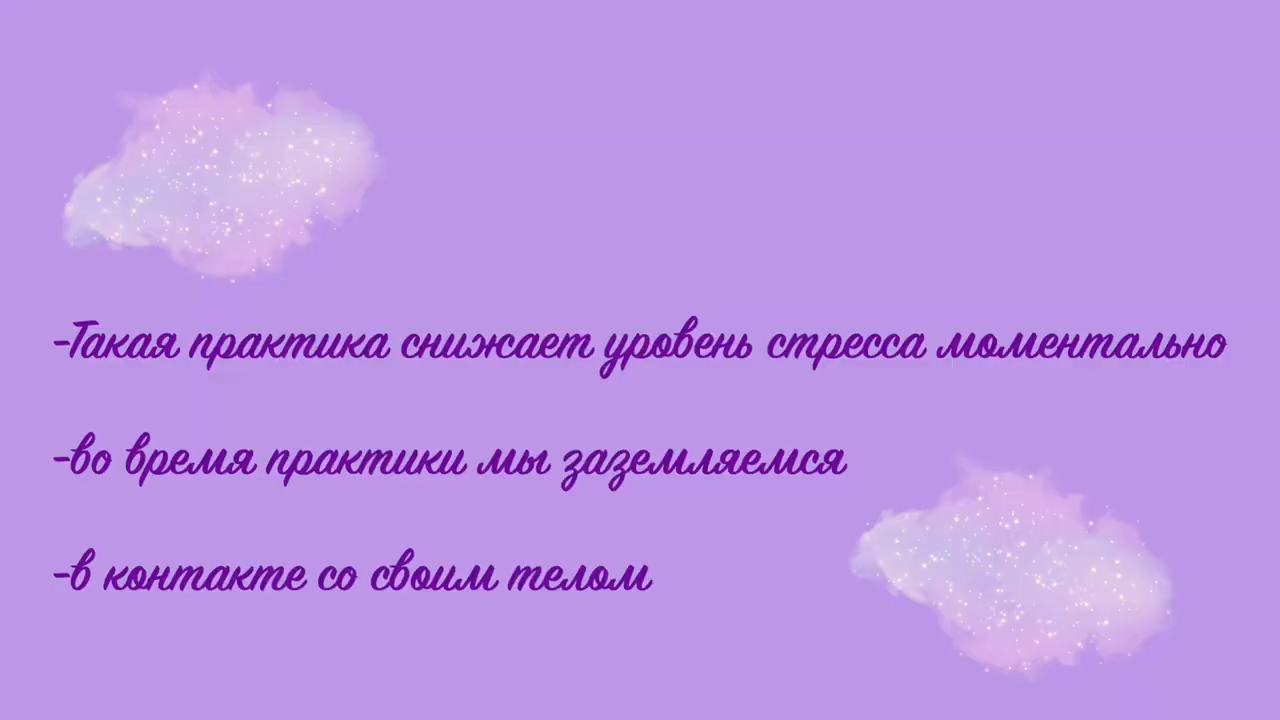 -Такая практика снижает уровень стресса моментально
-во время практики мы заземляемся
-в контакте со своим телом